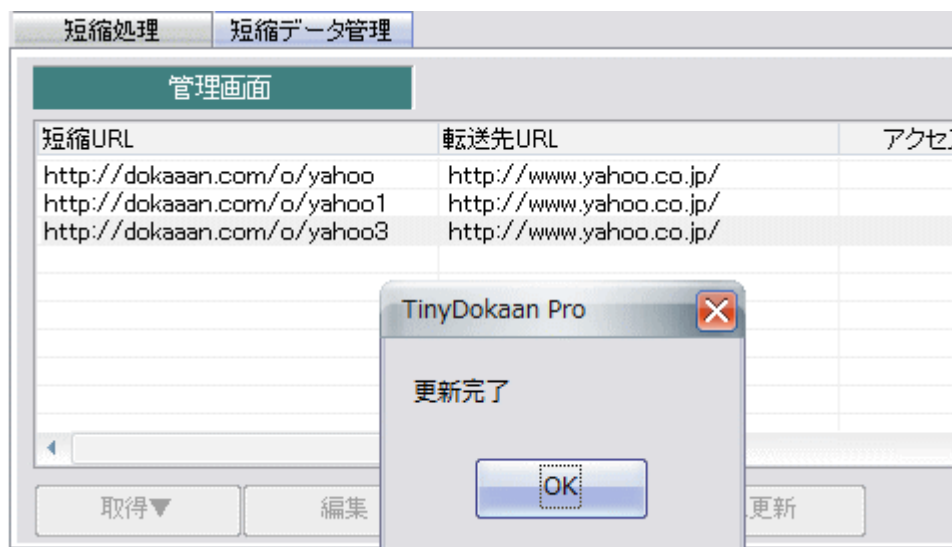 短縮処理 短縮データ管理
管理画面
短縮URL 転送先URL アクセ
http://dokaaan.com/o/yahoo http://www.yahoo.co.jp/
http://dokaaan.com/o/yahoo1 http://www.yahoo.co.jp/
http://dokaaan.com/o/yahoo3 http://www.yahoo.co.jp/
TinyDokaan Pro
更新完了
OK
取得▼ 編集 更新